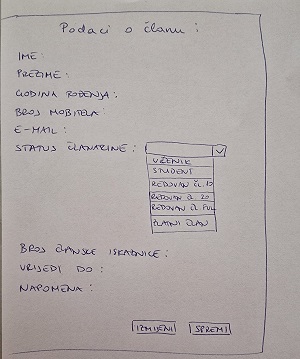 Podaci o članu :
IME :
PREZIME :
GODINA ROĐENJA :
BROJ MOBITELA :
E-MAIL :
STATUS ČLANARINE :
UČENIK
STUDENT
REDOVAN ČL. 10
REDOVAN ČL. 20
REDOVAN ČL FULL
ZLATNI ČLAN
BROJ ČLANSKE ISKAZNICE :
VRIJEDI DO :
NAPOMENA :
IZMIJENI SPREMI